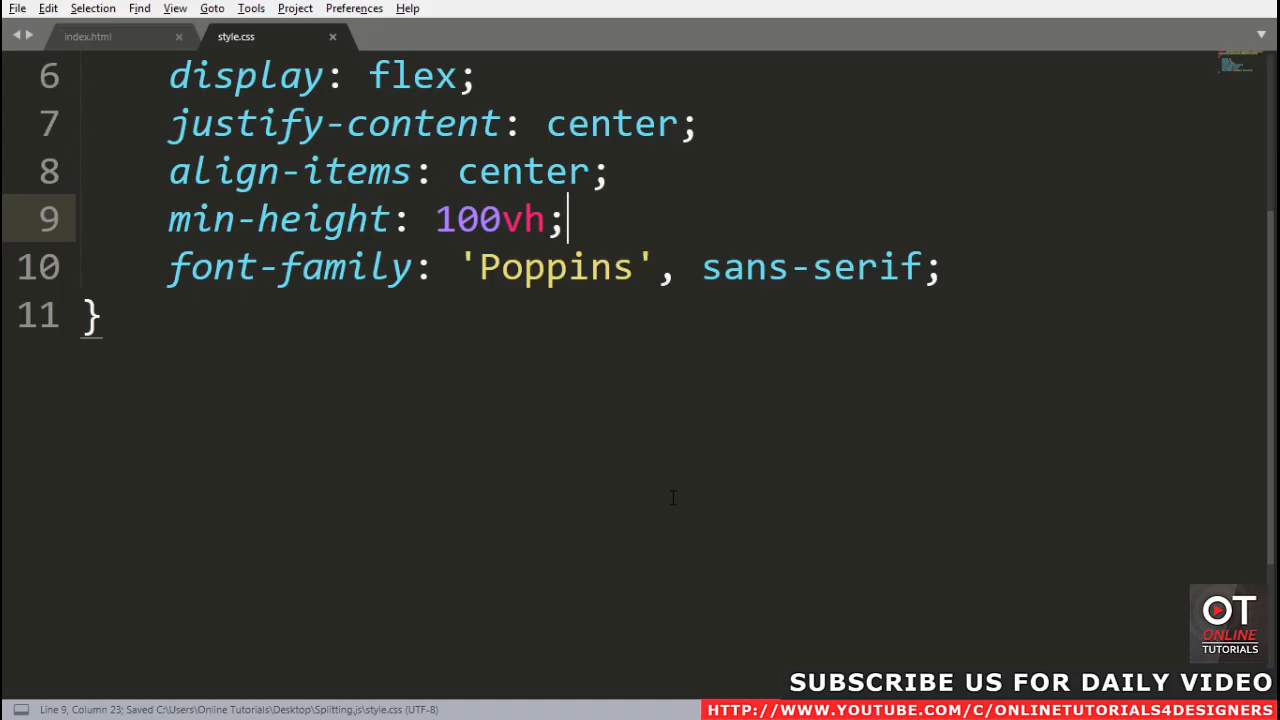 File Edit Selection Find View Goto Tools Project Preferences Help
index.html × style.css ×
6 display: flex;
7 justify-content: center;
8 align-items: center;
9 min-height: 100vh;
10 font-family: 'Poppins', sans-serif;
11 }
OT
ONLINE
TUTORIALS
SUBSCRIBE US FOR DAILY VIDEO
Line 9, Column 23; Saved C:\Users\Online Tutorials\Desktop\Splitting.js\style.css (UTF-8)
HTTP://WWW.YOUTUBE.COM/C/ONLINETUTORIALS4DESIGNERS